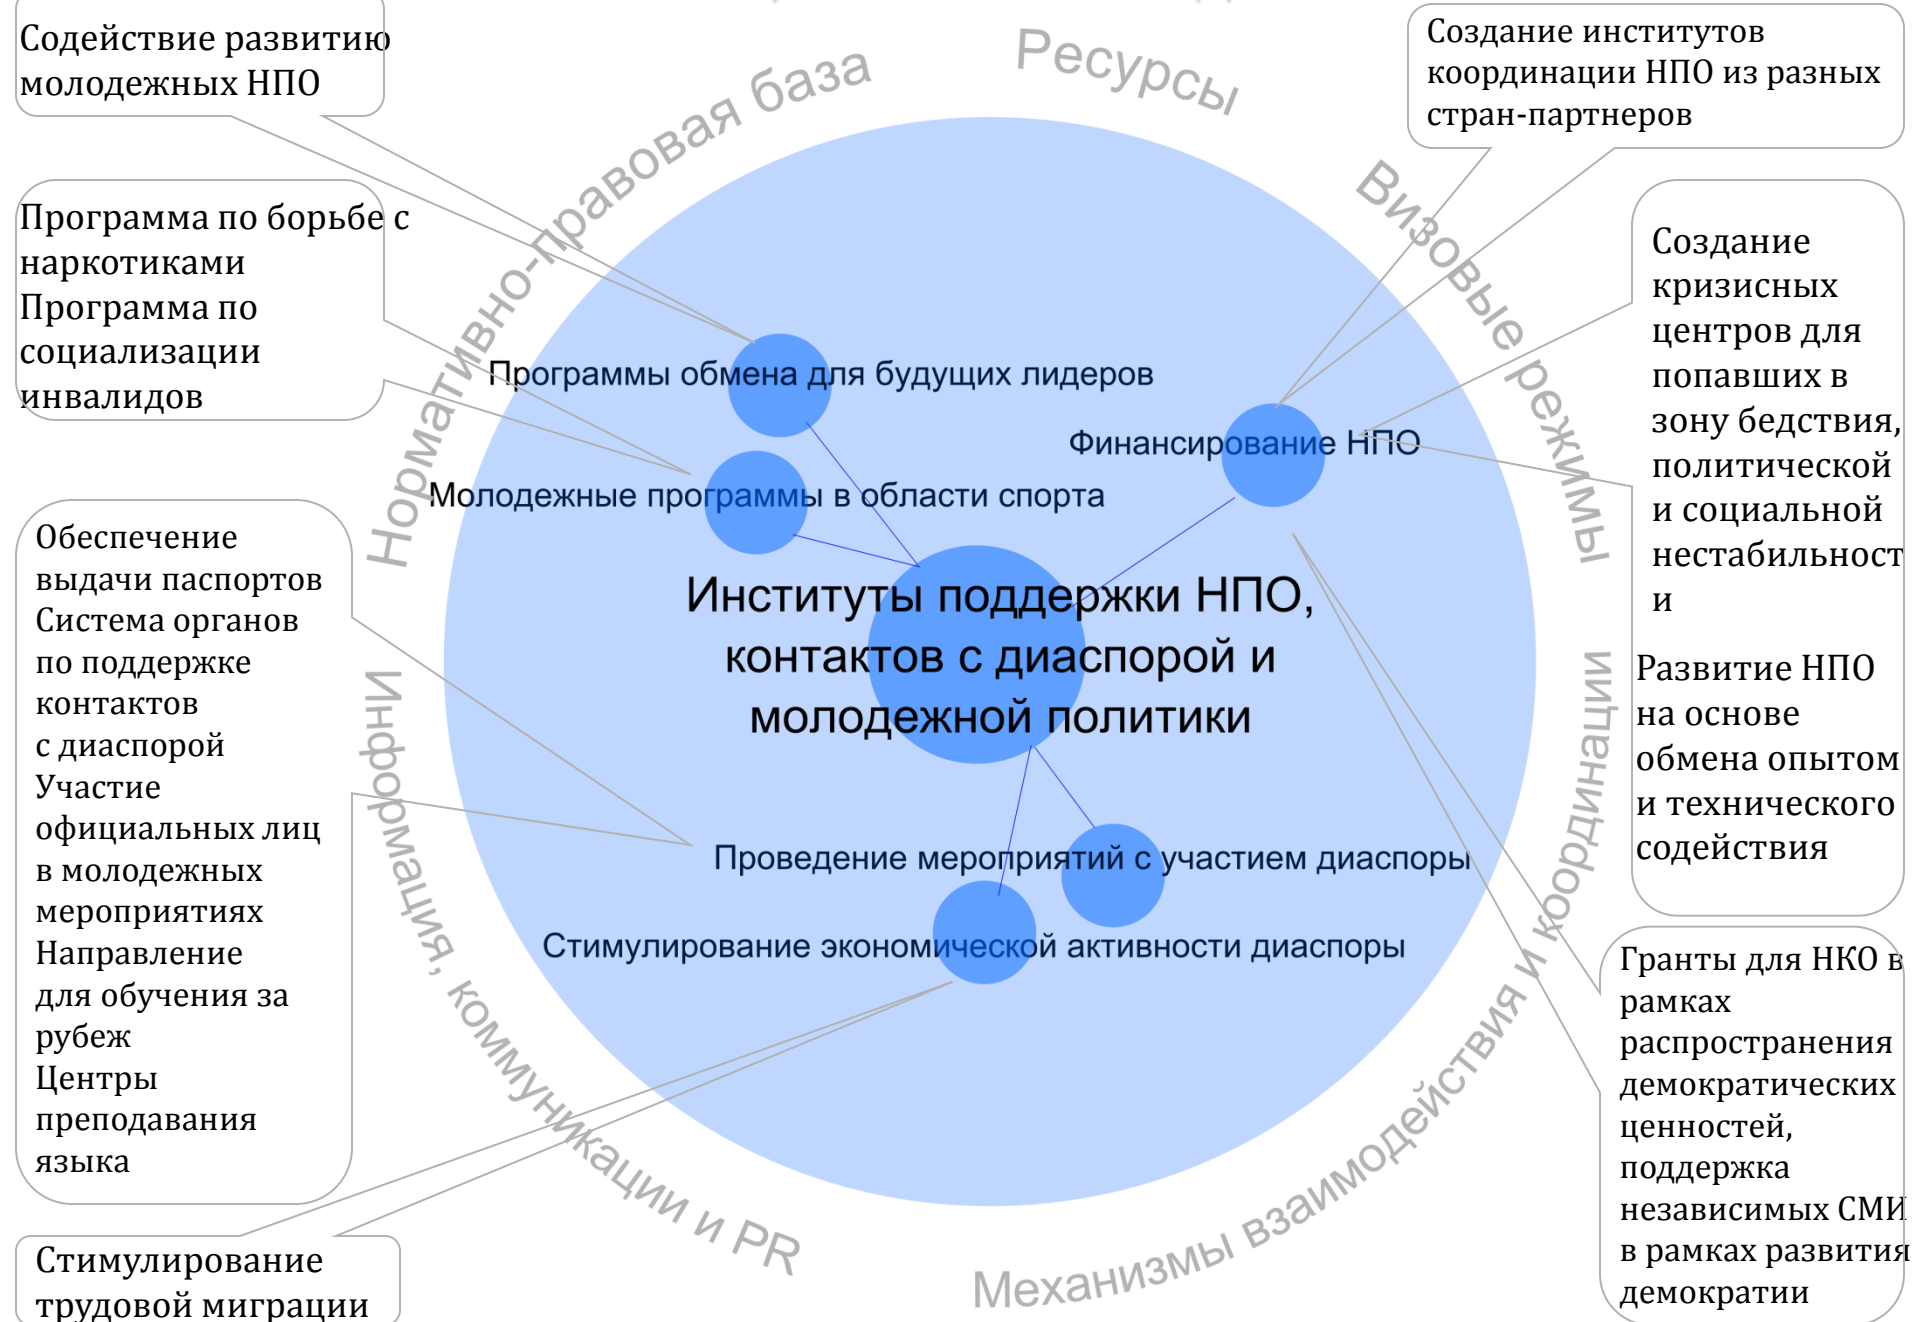 Содействие развитию
молодежных НПО
Ресурсы
Создание институтов
координации НПО из разных
стран-партнеров
Нормативно-правовая база
Визовые режимы
Программа по борьбе с
наркотиками
Программа по
социализации
инвалидов
Создание
кризисных
центров для
попавших в
зону бедствия,
политической
и социальной
нестабильност
и
Развитие НПО
на основе
обмена опытом
и технического
содействия
Программы обмена для будущих лидеров
Финансирование НПО
Молодежные программы в области спорта
Институты поддержки НПО,
контактов с диаспорой и
молодежной политики
Проведение мероприятий с участием диаспоры
Стимулирование экономической активности диаспоры
Обеспечение
выдачи паспортов
Система органов
по поддержке
контактов
с диаспорой
Участие
официальных лиц
в молодежных
мероприятиях
Направление
для обучения за
рубеж
Центры
преподавания
языка
Информация, коммуникации и PR
Механизмы взаимодействия и координации
Гранты для НКО в
рамках
распространения
демократических
ценностей,
поддержка
независимых СМИ
в рамках развития
демократии
Стимулирование
трудовой миграции